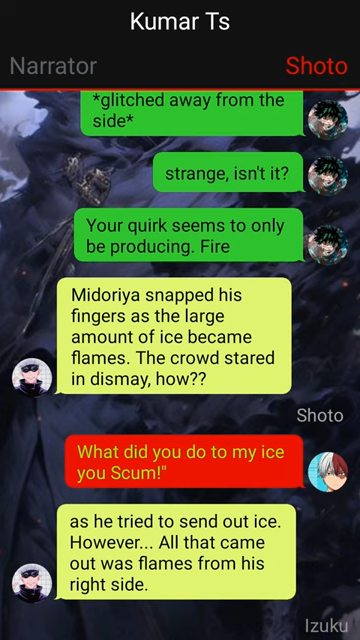 Kumar Ts
Narrator
Shoto
*glitched away from the
side*
strange, isn't it?
Your quirk seems to only
be producing. Fire
Midoriya snapped his
fingers as the large
amount of ice became
flames. The crowd stared
in dismay, how??
Shoto
What did you do to my ice
you Scum!"
as he tried to send out ice.
However... All that came
out was flames from his
right side.
Izuku